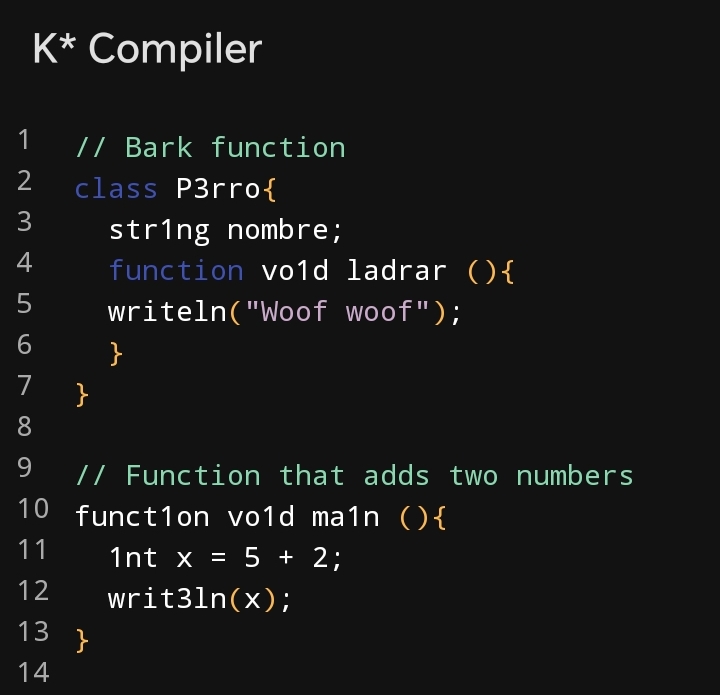 K* Compiler
1 // Bark function
2 class P3rro{
3 str1ng nombre;
4 function vo1d ladrar (){
5 writeln("Woof woof");
6 }
7 }
8
9 // Function that adds two numbers
10 funct1on vo1d ma1n (){
11 1nt x = 5 + 2;
12 writ3ln(x);
13 }
14